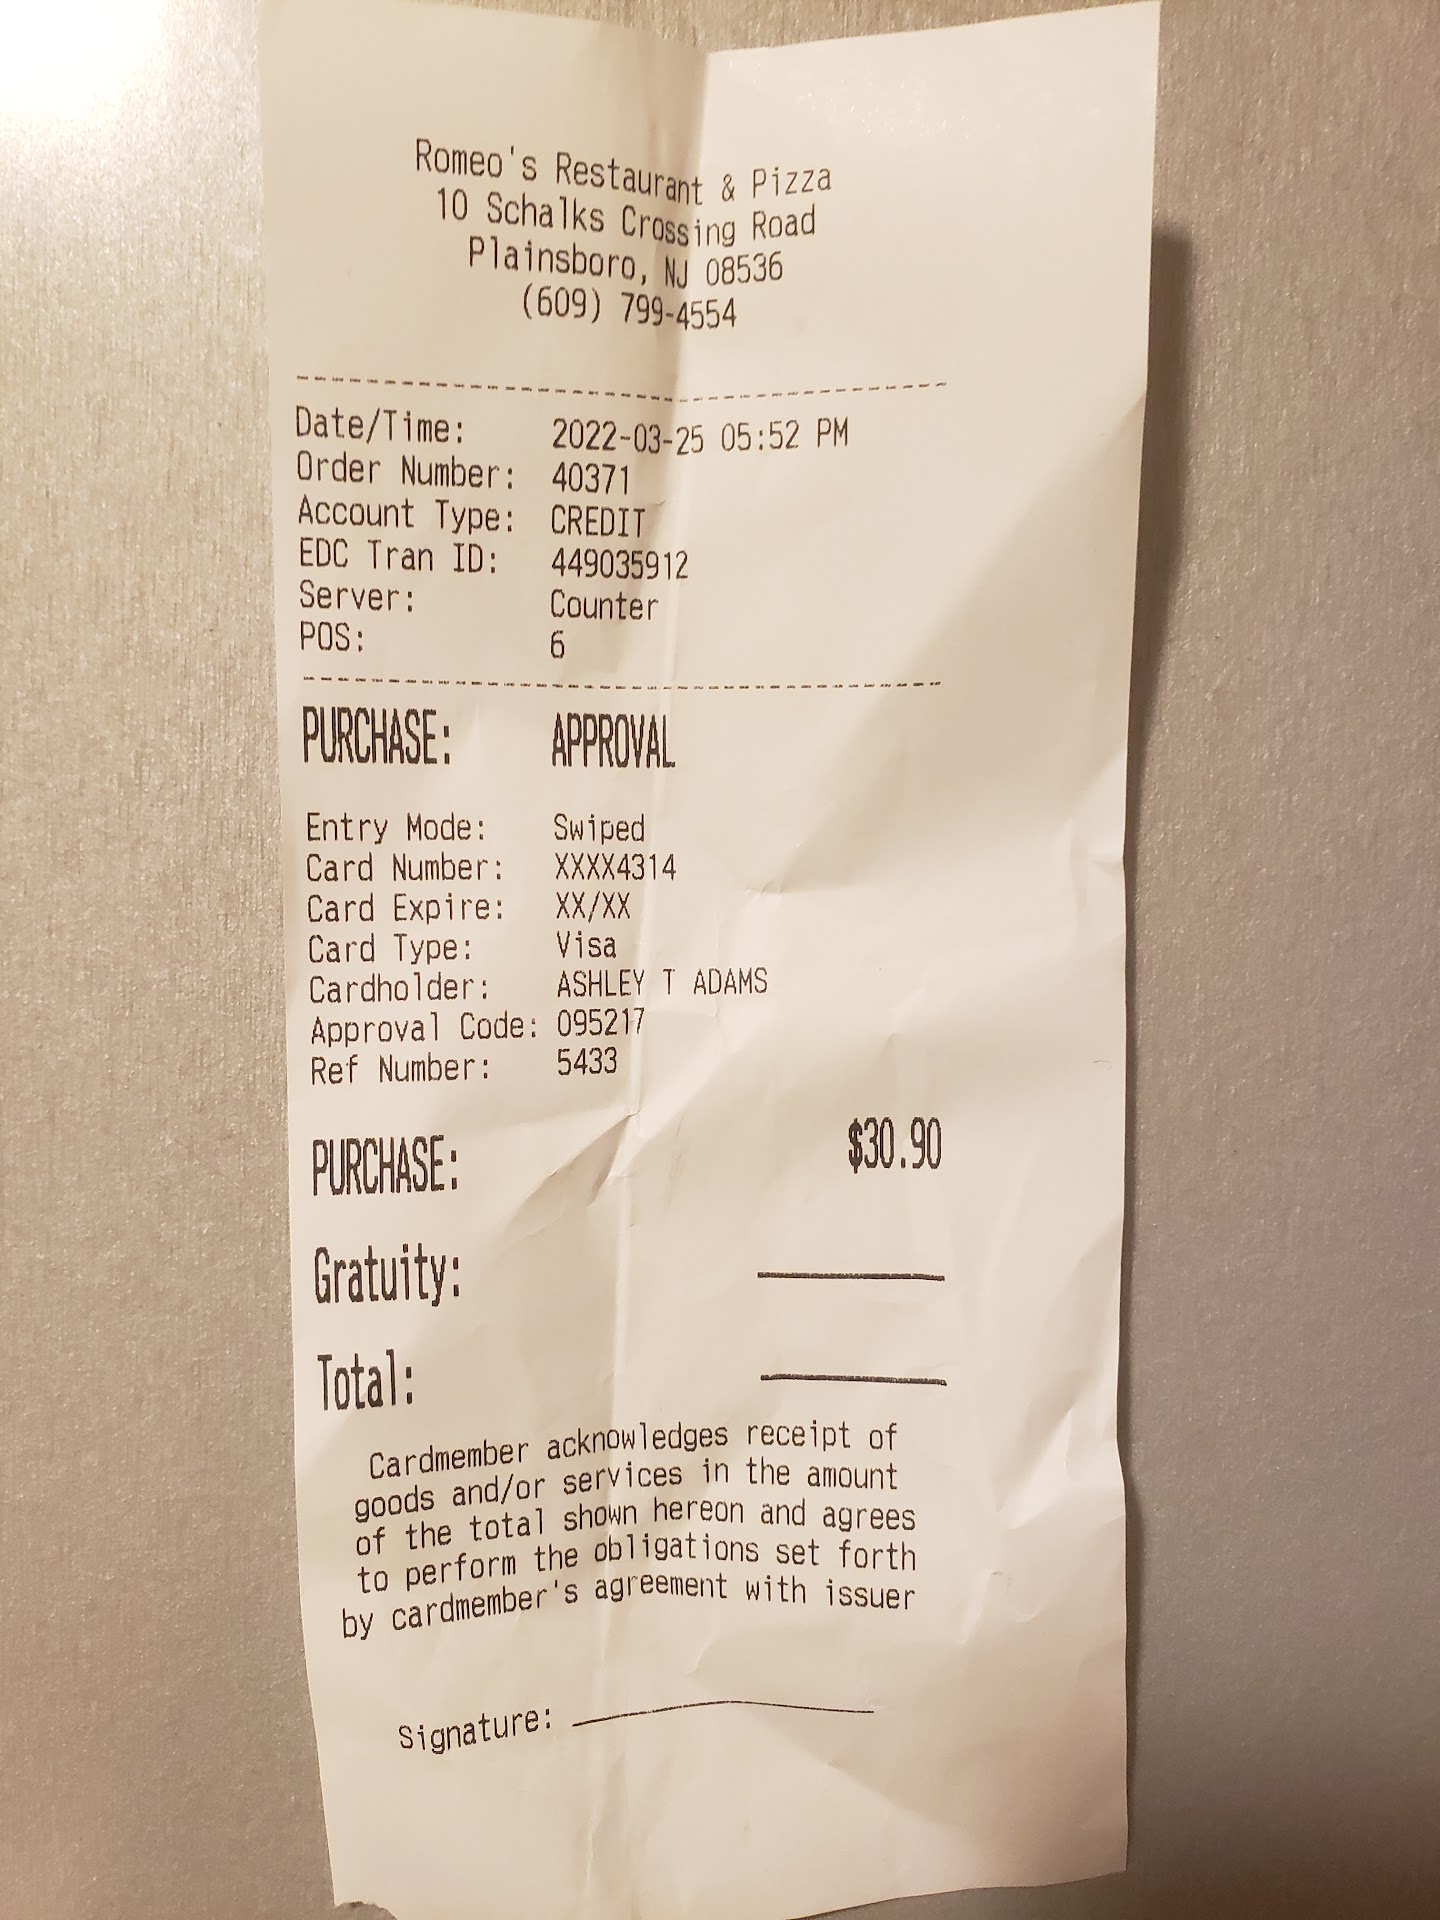 Romeo's Restaurant & Pizza
10 Schalks Crossing Road
Plainsboro, NJ 08536
(609) 799-4554
Date/Time: 2022-03-25 05:52 PM
Order Number: 40371
Account Type: CREDIT
EDC Tran ID: 449035912
Server: Counter
POS: 6
PURCHASE: APPROVAL
Entry Mode: Swiped
Card Number: XXXX4314
Card Expire: XX/XX
Card Type: Visa
Cardholder: ASHLEY T ADAMS
Approval Code: 095217
Ref Number: 5433
PURCHASE: $30.90
Gratuity:
Total:
Cardmember acknowledges receipt of
goods and/or services in the amount
of the total shown hereon and agrees
to perform the obligations set forth
by cardmember's agreement with issuer
Signature: